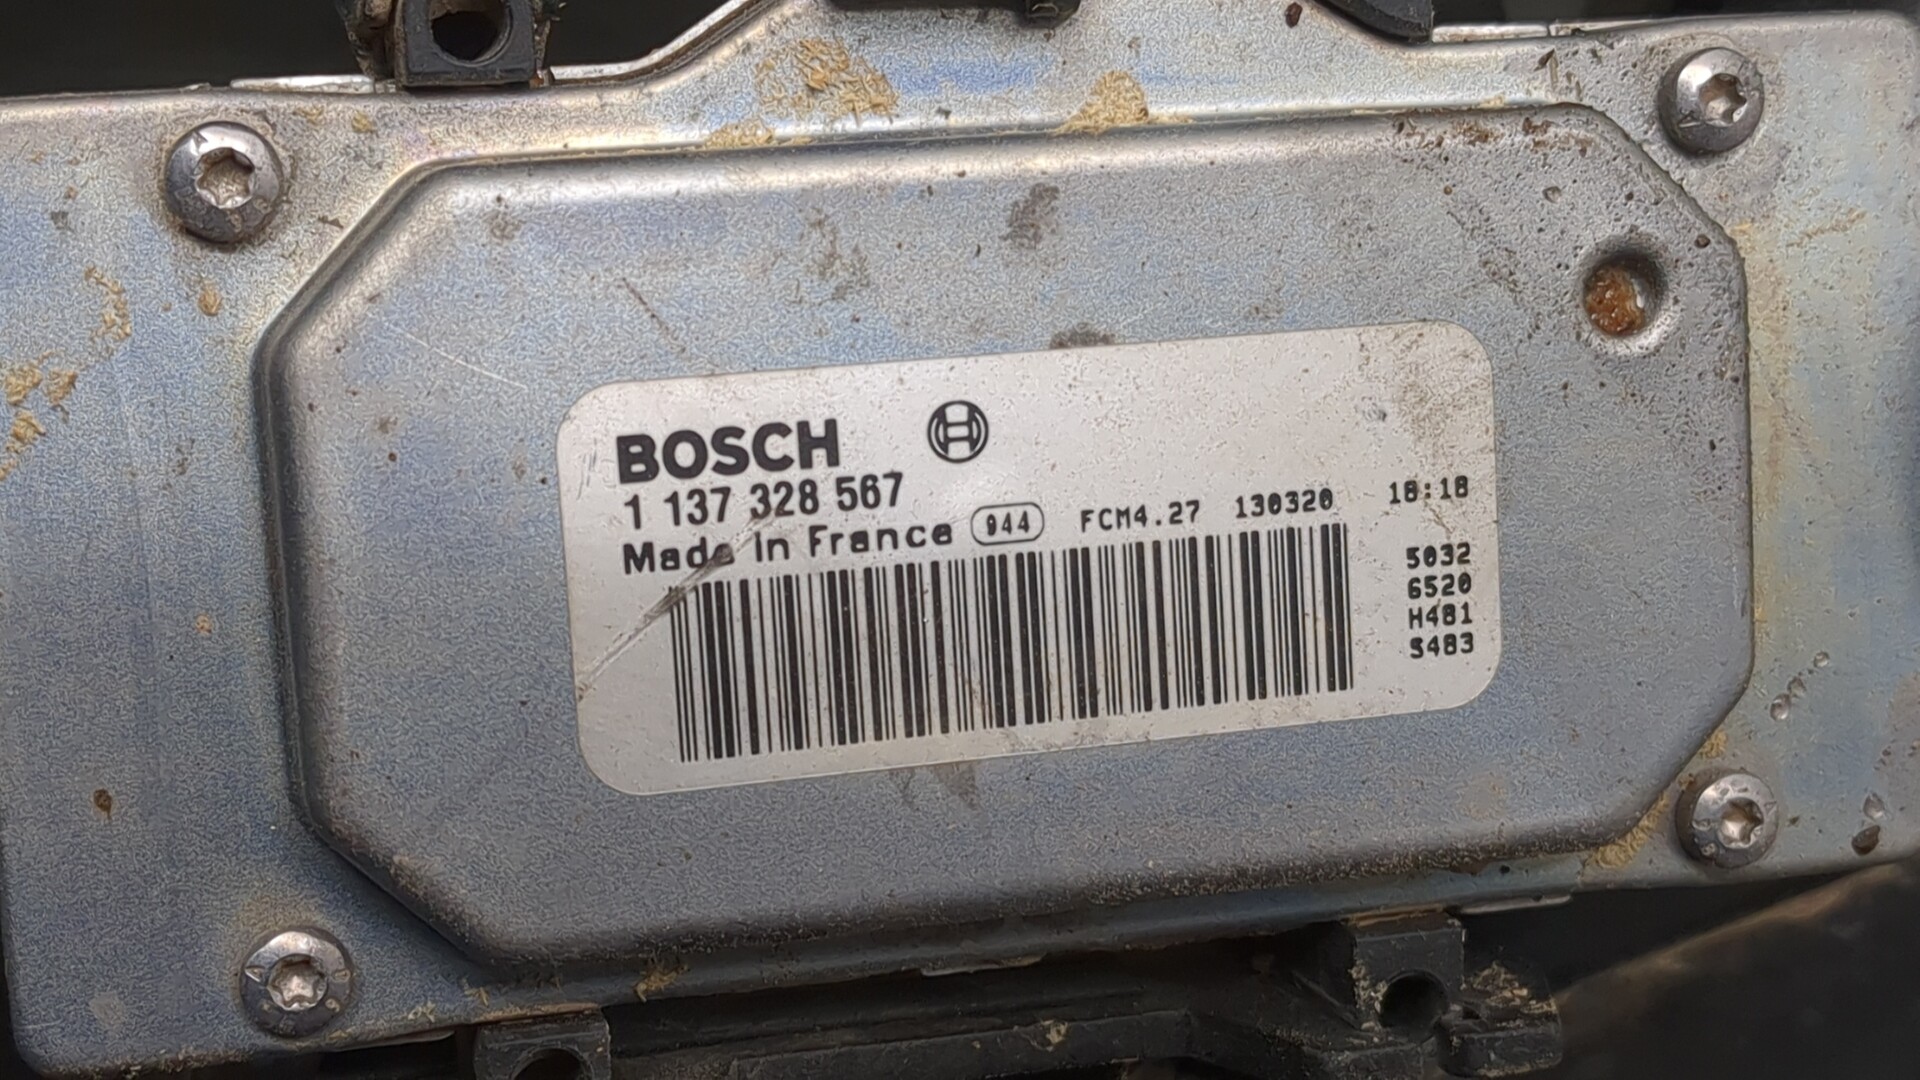 BOSCH
1 137 328 567
Made in France 944 FCM4.27 130320 18:18
5032
6520
H481
S483